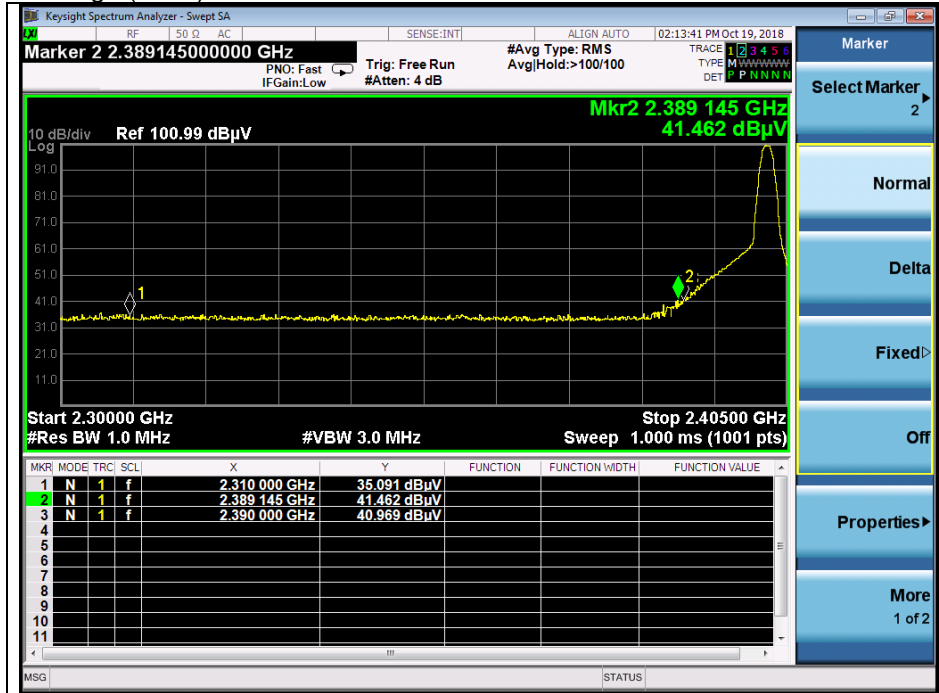 Keysight Spectrum Analyzer - Swept SA
LXI RF 50 Ω AC SENSE:INT ALIGN AUTO 02:13:41 PM Oct 19, 2018
Marker 2 2.389145000000 GHz
PNO: Fast
IFGain:Low
Trig: Free Run
#Atten: 4 dB
#Avg Type: RMS
Avg|Hold:>100/100
TRACE 1 2 3 4 5 6
TYPE M W W W W W
DET P P N N N N
Mkr2 2.389 145 GHz
41.462 dBµV
10 dB/div Ref 100.99 dBµV
Log
91.0
81.0
71.0
61.0
51.0
41.0
31.0
21.0
11.0
1
2
Start 2.30000 GHz Stop 2.40500 GHz
#Res BW 1.0 MHz #VBW 3.0 MHz Sweep 1.000 ms (1001 pts)
MKR MODE TRC SCL X Y FUNCTION FUNCTION WIDTH FUNCTION VALUE
1 N 1 f 2.310 000 GHz 35.091 dBµV
2 N 1 f 2.389 145 GHz 41.462 dBµV
3 N 1 f 2.390 000 GHz 40.969 dBµV
4
5
6
7
8
9
10
11
MSG STATUS
Marker
Select Marker
2
Normal
Delta
Fixed
Off
Properties
More
1 of 2